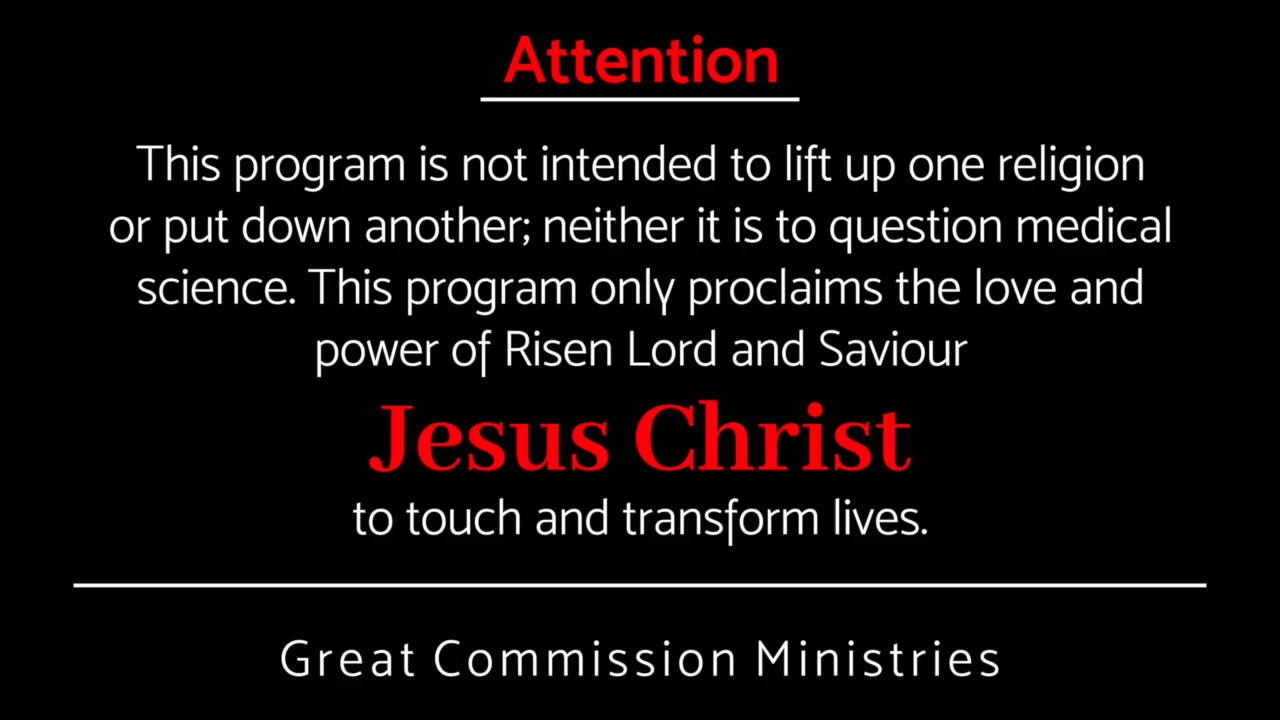 Attention
This program is not intended to lift up one religion
or put down another; neither it is to question medical
science. This program only proclaims the love and
power of Risen Lord and Saviour
Jesus Christ
to touch and transform lives.
Great Commission Ministries